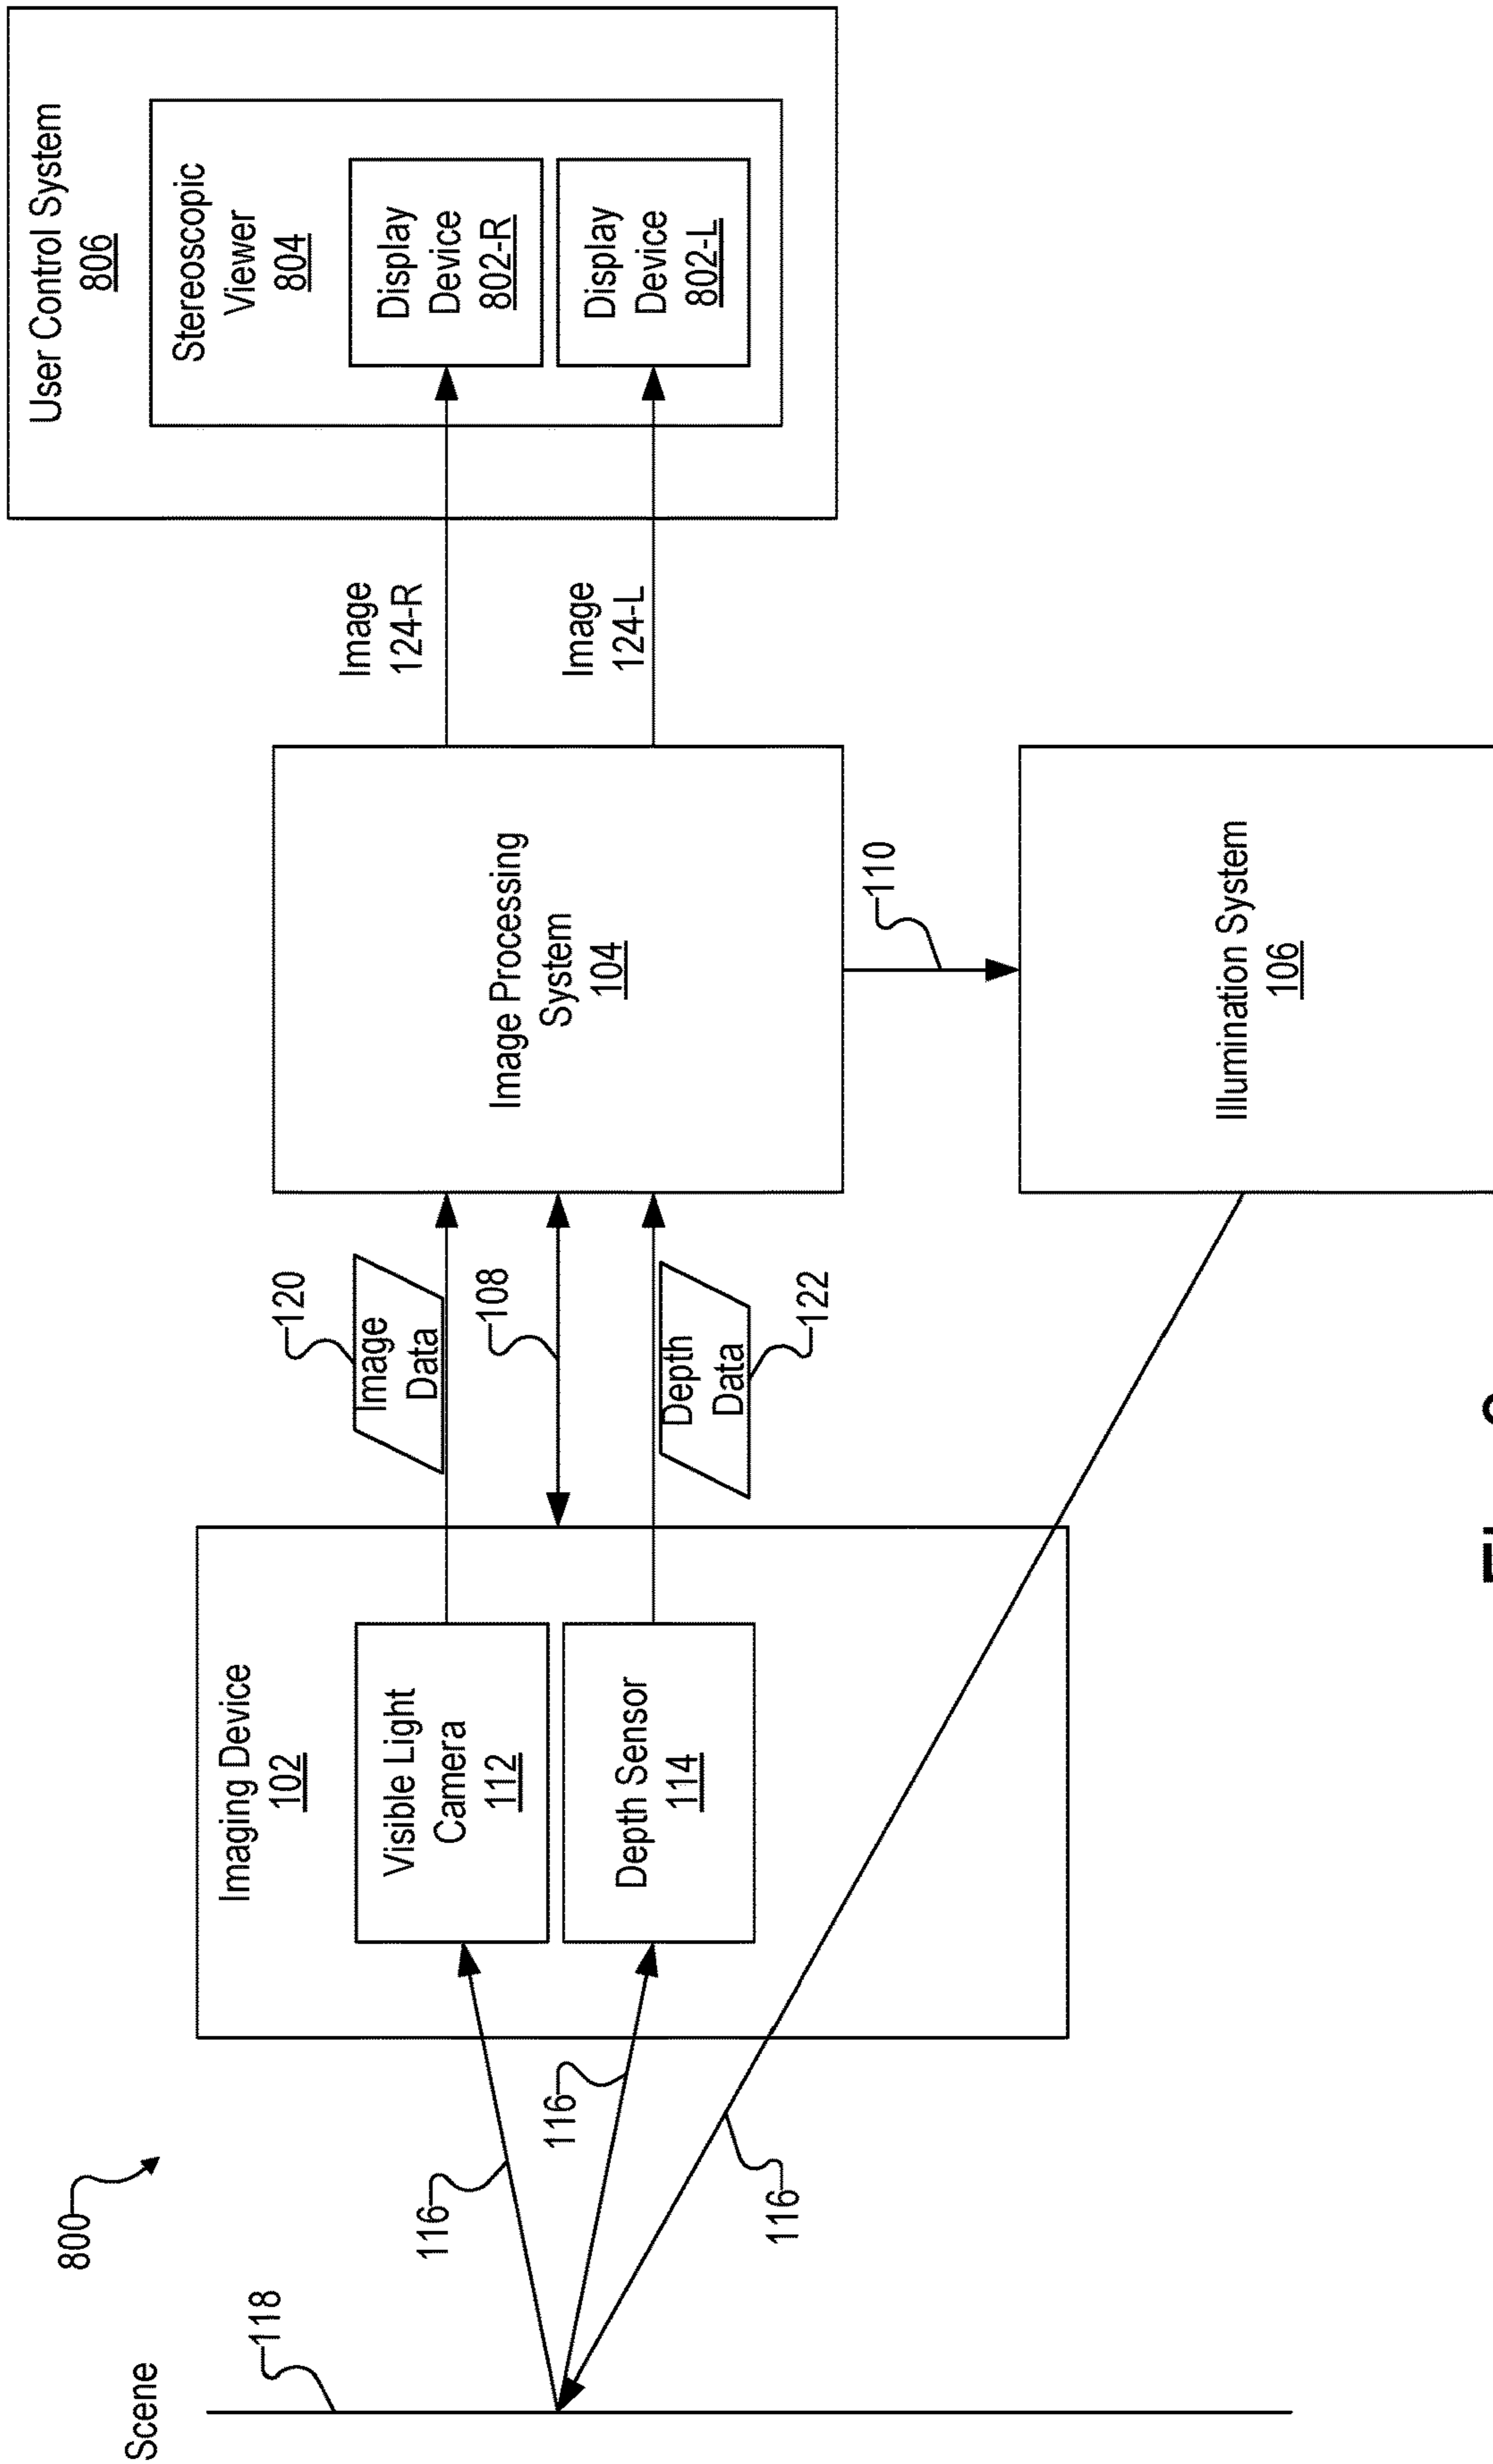 800
Scene
118
116
116
116
Imaging Device
102
Visible Light
Camera
112
Depth Sensor
114
120
Image
Data
108
Depth
Data
122
Image Processing
System
104
110
Illumination System
106
Image
124-R
Image
124-L
User Control System
806
Stereoscopic
Viewer
804
Display
Device
802-R
Display
Device
802-L